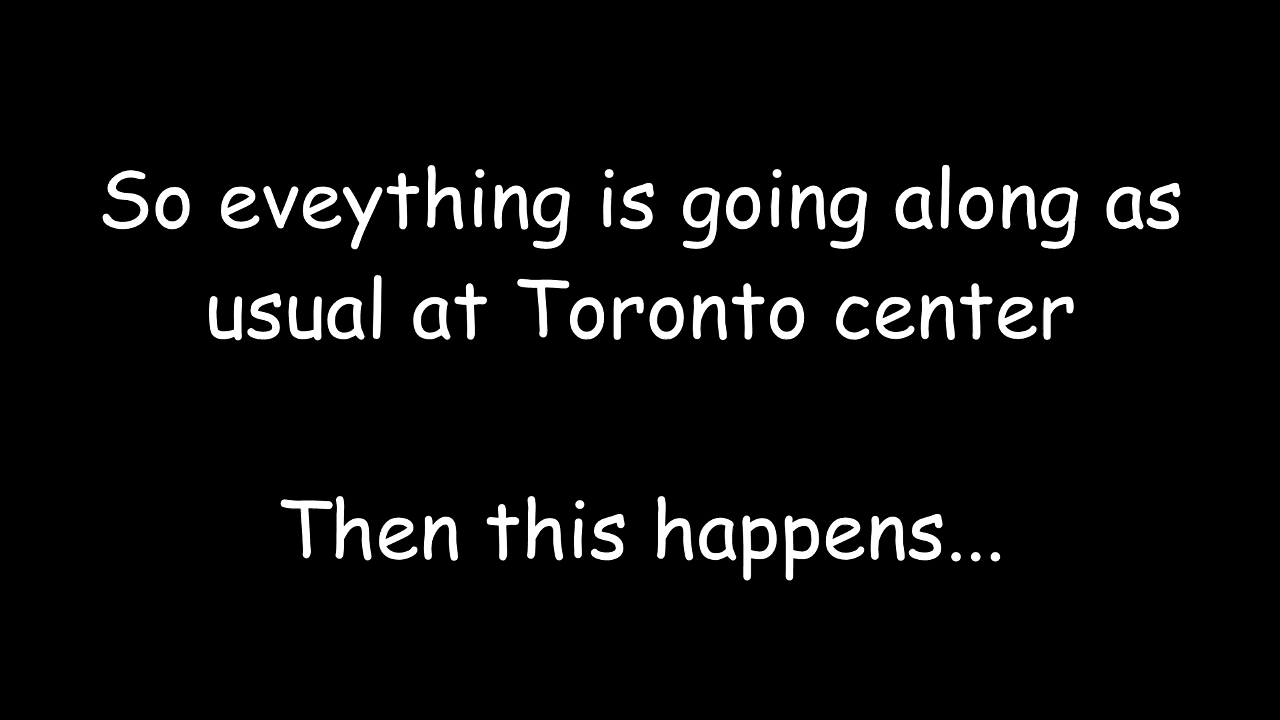 So eveything is going along as
usual at Toronto center
Then this happens...